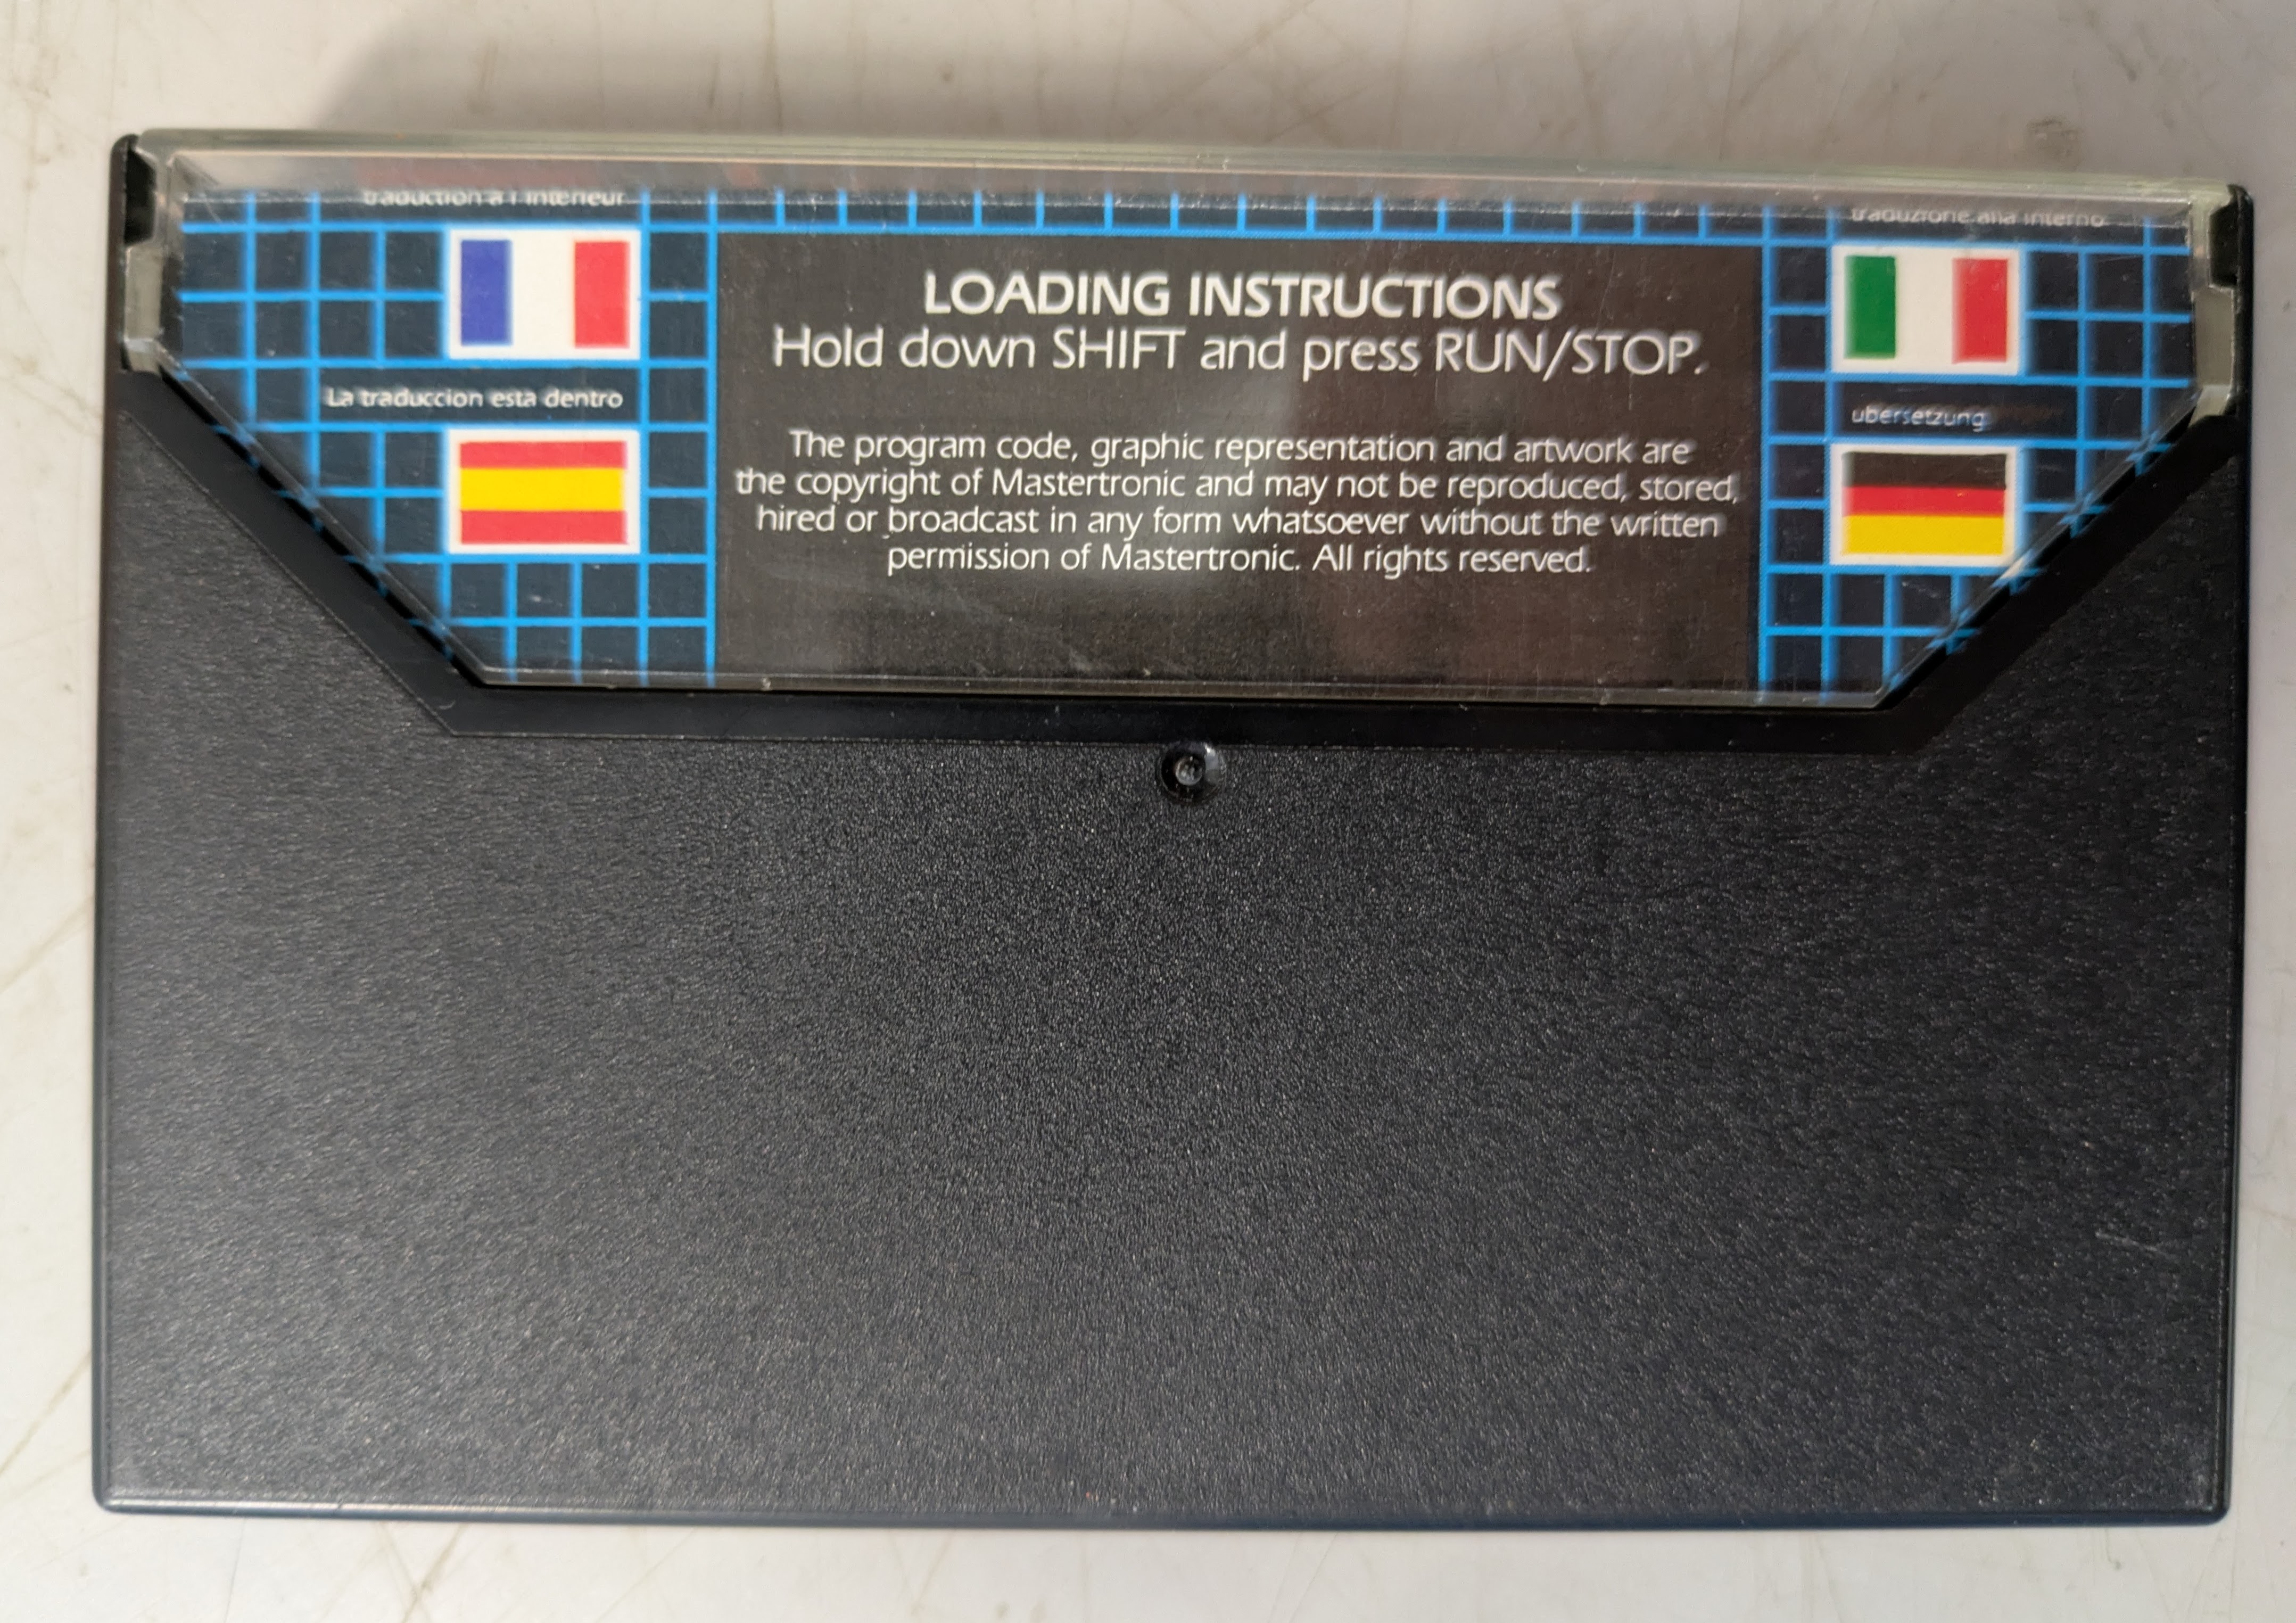 traduction a l'interieur
La traduccion esta dentro
LOADING INSTRUCTIONS
Hold down SHIFT and press RUN/STOP.
The program code, graphic representation and artwork are
the copyright of Mastertronic and may not be reproduced, stored,
hired or broadcast in any form whatsoever without the written
permission of Mastertronic. All rights reserved.
traduzione alla interno
ubersetzung